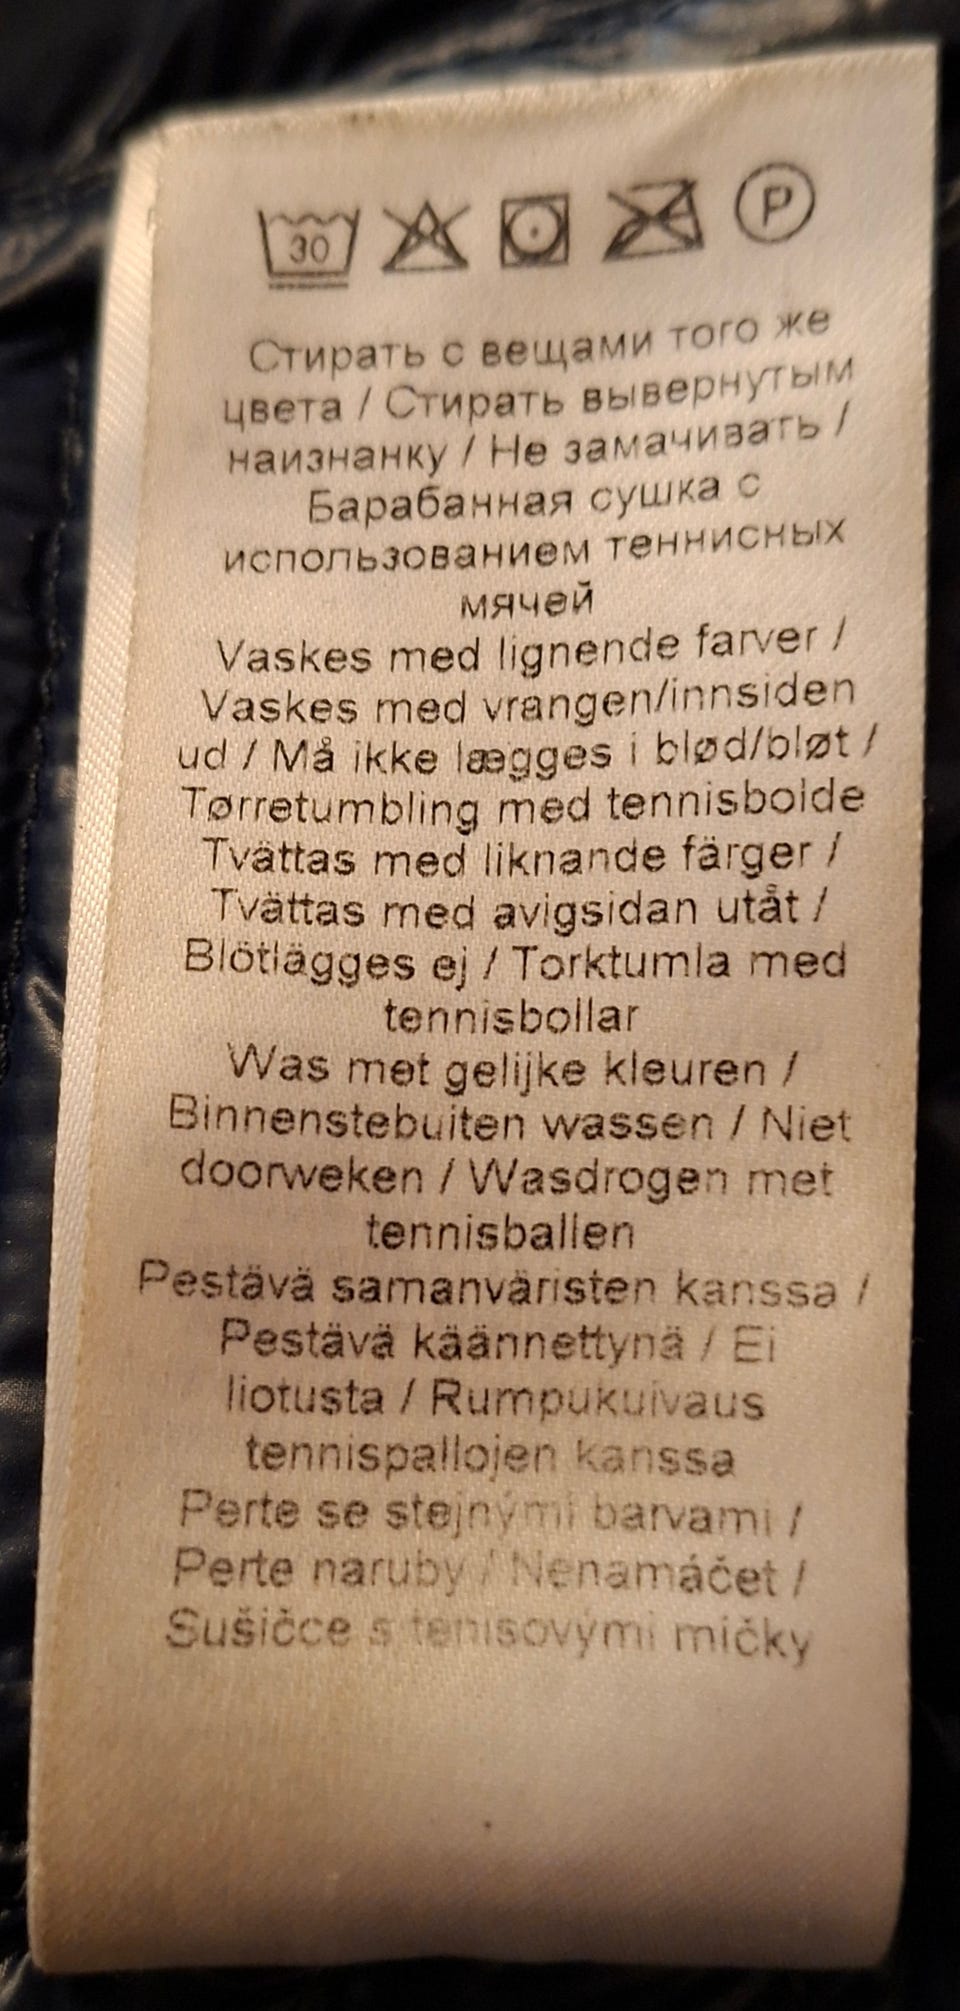 30 P
Стирать с вещами того же
цвета / Стирать вывернутым
наизнанку / Не замачивать /
Барабанная сушка с
использованием теннисных
мячей
Vaskes med lignende farver /
Vaskes med vrangen/innsiden
ud / Må ikke lægges i blød/bløt /
Tørretumbling med tennisbolde
Tvättas med liknande färger /
Tvättas med avigsidan utåt /
Blötlägges ej / Torktumla med
tennisbollar
Was met gelijke kleuren /
Binnenstebuiten wassen / Niet
doorweken / Wasdrogen met
tennisballen
Pestävä samanväristen kanssa /
Pestävä käännettynä / Ei
liotusta / Rumpukuivaus
tennispallojen kanssa
Perte se stejnými barvami /
Perte naruby / Nenamáčet /
Sušičce s tenisovými míčky